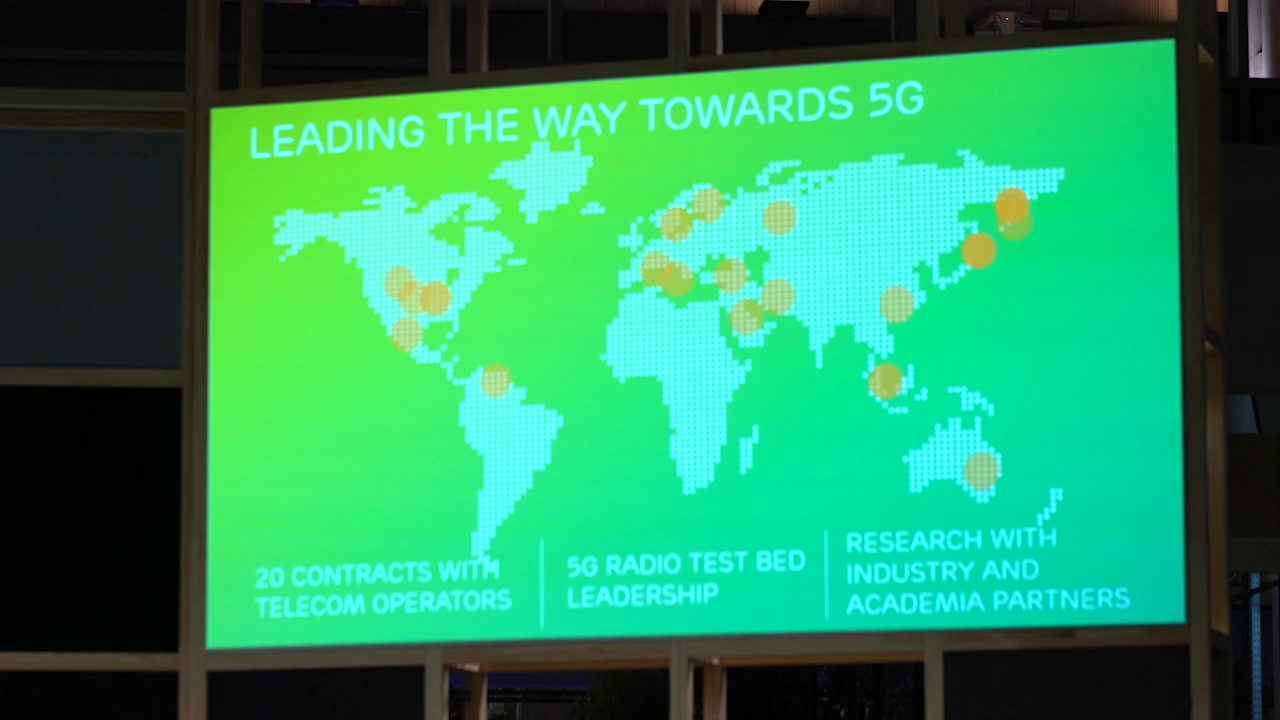 LEADING THE WAY TOWARDS 5G
20 CONTRACTS WITH
TELECOM OPERATORS
5G RADIO TEST BED
LEADERSHIP
RESEARCH WITH
INDUSTRY AND
ACADEMIA PARTNERS